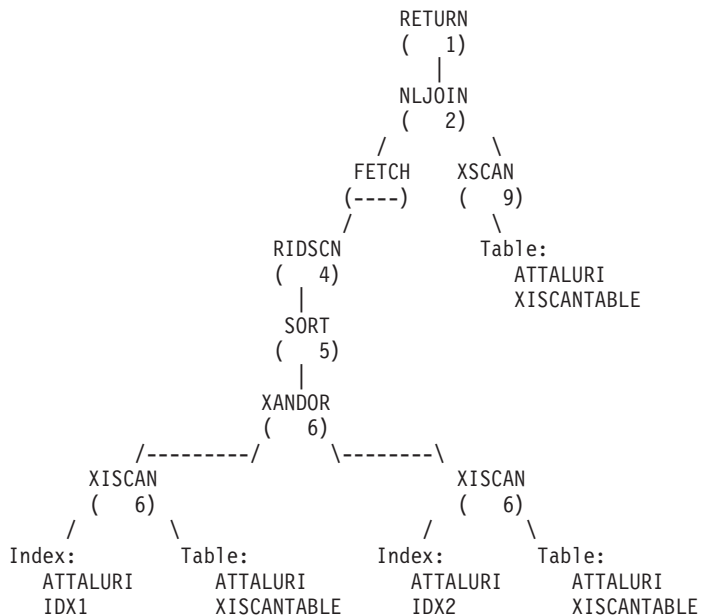 RETURN
( 1)
|
NLJOIN
( 2)
/ \
FETCH XSCAN
(----) ( 9)
/ \
RIDSCN Table:
( 4) ATTALURI
| XISCANTABLE
SORT
( 5)
|
XANDOR
( 6)
/---------/ \--------\
XISCAN XISCAN
( 6) ( 6)
/ \ / \
Index: Table: Index: Table:
ATTALURI ATTALURI ATTALURI ATTALURI
IDX1 XISCANTABLE IDX2 XISCANTABLE